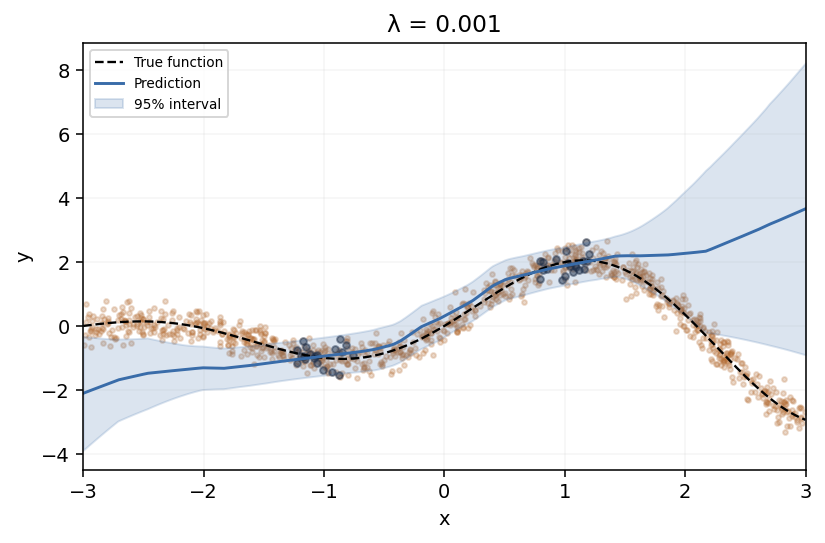 λ = 0.001
True function
Prediction
95% interval
y
8
6
4
2
0
−2
−4
−3 −2 −1 0 1 2 3
x